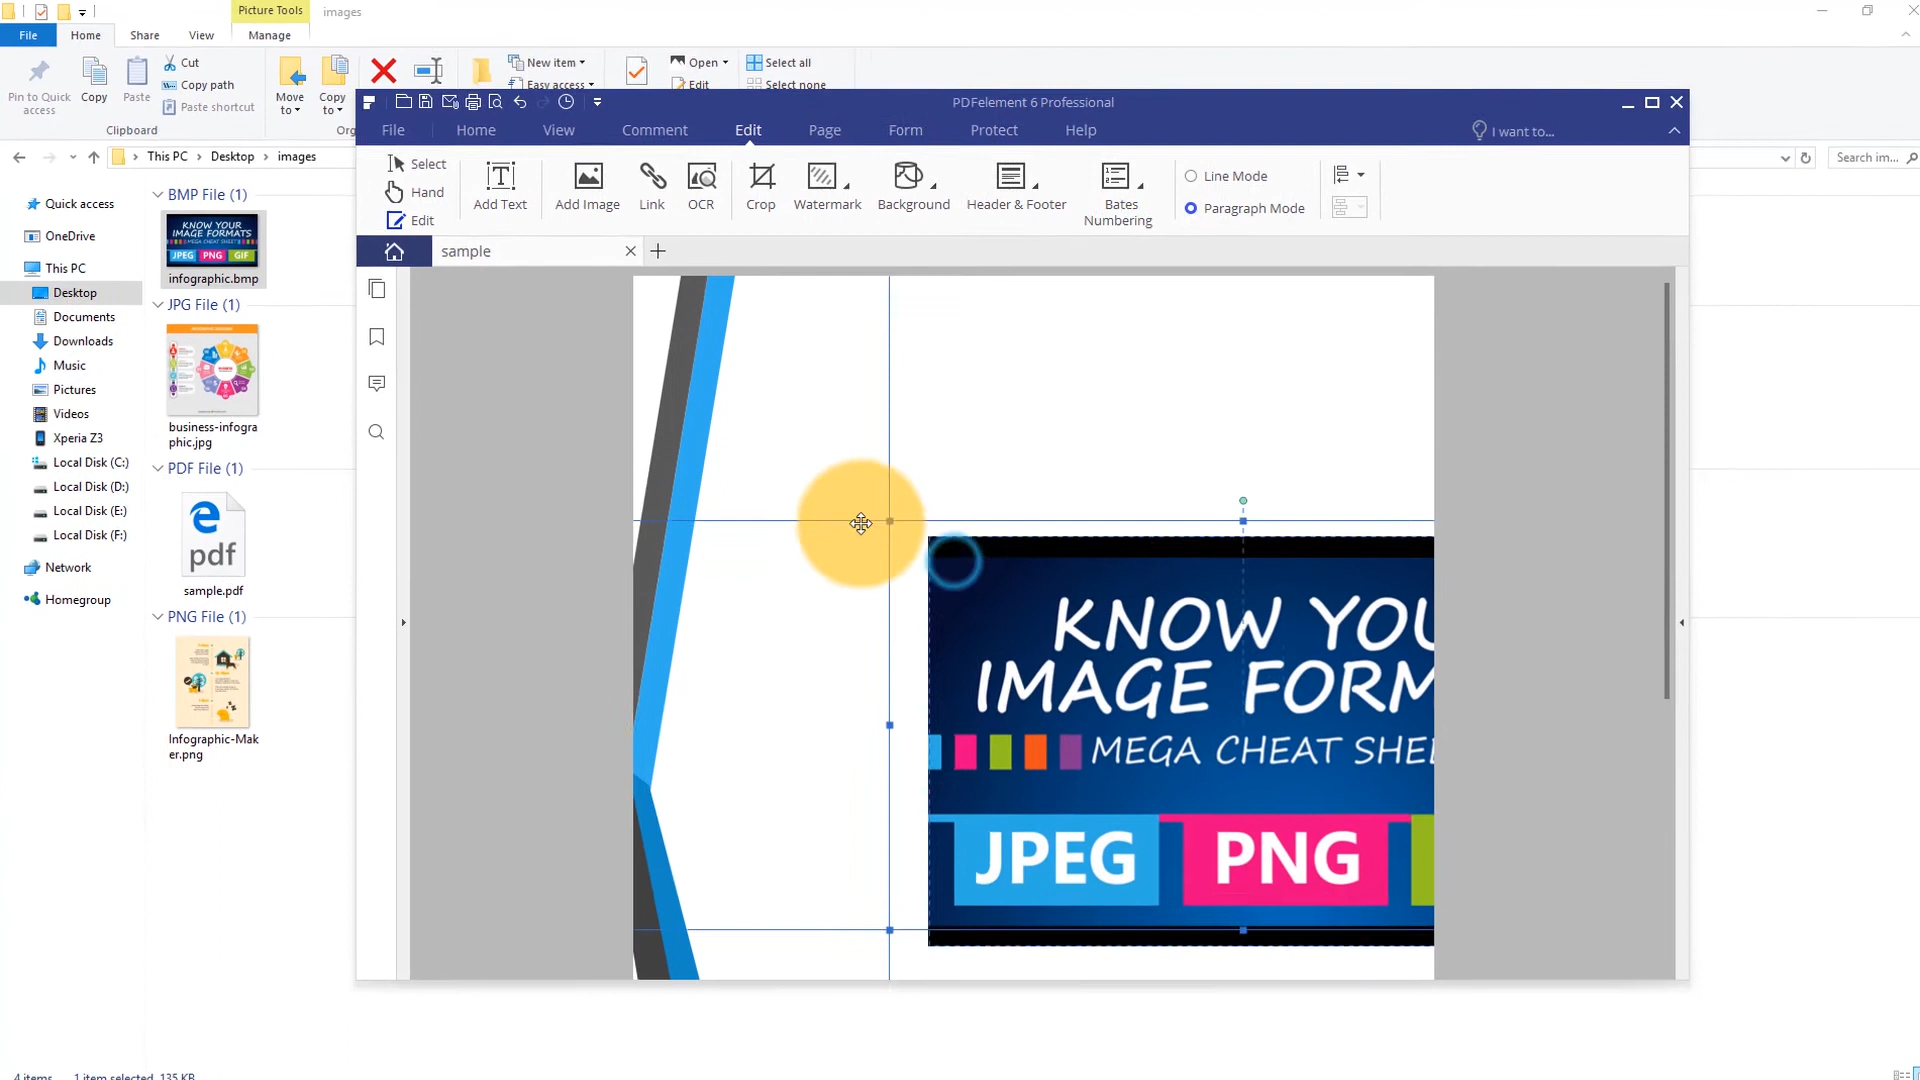 Picture Tools
images
File
Home
Share
View
Manage
Pin to Quick access
Copy
Paste
Cut
Copy path
Paste shortcut
Clipboard
Move to
Copy to
Org
New item
Easy access
Open
Edit
Select all
Select none
This PC
Desktop
images
Search im...
Quick access
OneDrive
This PC
Desktop
Documents
Downloads
Music
Pictures
Videos
Xperia Z3
Local Disk (C:)
Local Disk (D:)
Local Disk (E:)
Local Disk (F:)
Network
Homegroup
BMP File (1)
KNOW YOUR
IMAGE FORMATS
MEGA CHEAT SHEET
JPEG PNG GIF
infographic.bmp
JPG File (1)
business-infogra
phic.jpg
PDF File (1)
pdf
sample.pdf
PNG File (1)
Infographic-Mak
er.png
4 items
1 item selected, 135 KB
PDFelement 6 Professional
File
Home
View
Comment
Edit
Page
Form
Protect
Help
I want to...
Select
Hand
Edit
Add Text
Add Image
Link
OCR
Crop
Watermark
Background
Header & Footer
Bates
Numbering
Line Mode
Paragraph Mode
sample
KNOW YOU
IMAGE FORM
MEGA CHEAT SHEE
JPEG
PNG